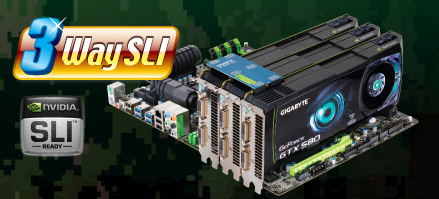 3 Way SLI
NVIDIA
SLI
READY
GIGABYTE
GEFORCE
GTX 580